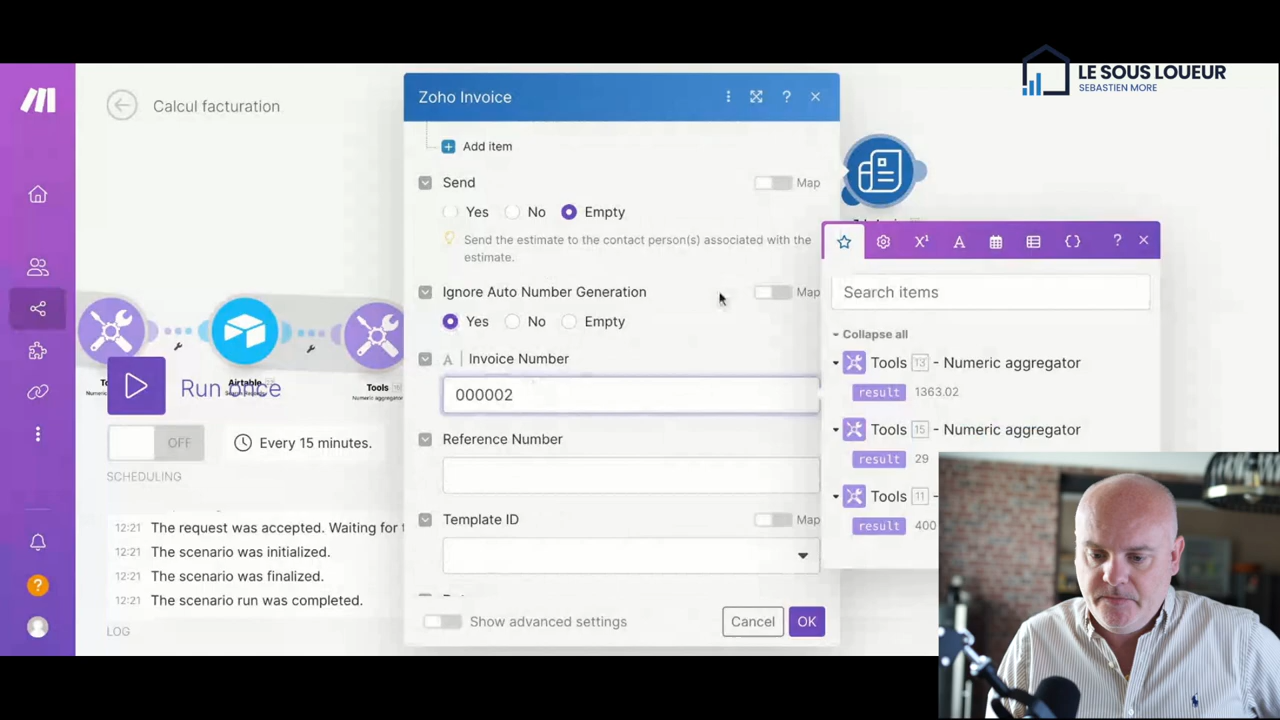 LE SOUS LOUEUR
SEBASTIEN MORE
Calcul facturation
Zoho Invoice
?
Add item
Send
Map
Yes
No
Empty
Send the estimate to the contact person(s) associated with the
estimate.
Ignore Auto Number Generation
Map
Yes
No
Empty
A
Invoice Number
000002
Reference Number
Template ID
Map
Show advanced settings
Cancel
OK
X¹
A
?
Search items
Collapse all
Tools 13 - Numeric aggregator
result 1363.02
Tools 15 - Numeric aggregator
result 29
Tools 11 -
result 400
Airtable
Tools
Numeric aggregator
Run once
OFF
Every 15 minutes.
SCHEDULING
12:21 The request was accepted. Waiting for
12:21 The scenario was initialized.
12:21 The scenario was finalized.
12:21 The scenario run was completed.
LOG
?